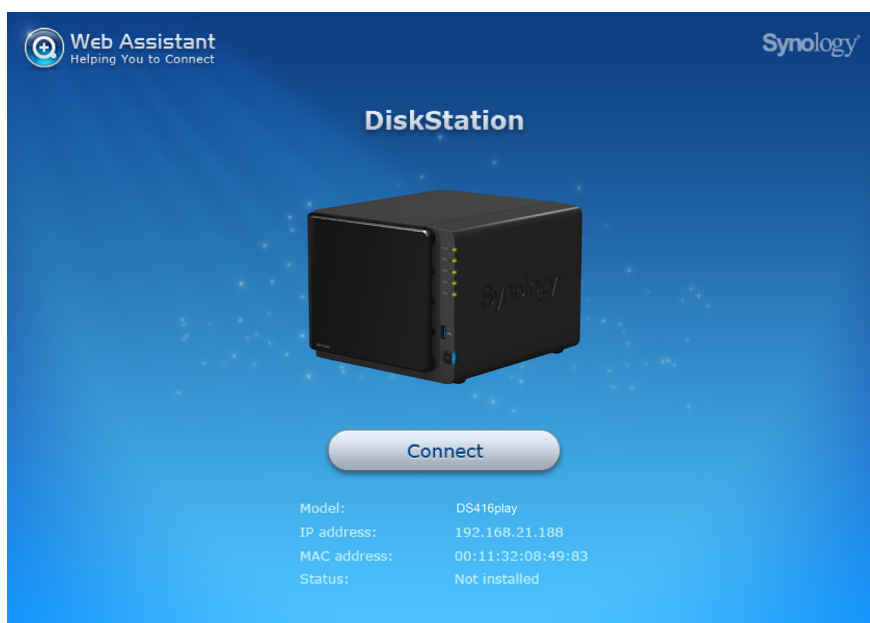 Web Assistant
Helping You to Connect
Synology
DiskStation
Synology
Connect
Model: DS416play
IP address: 192.168.21.188
MAC address: 00:11:32:08:49:83
Status: Not installed